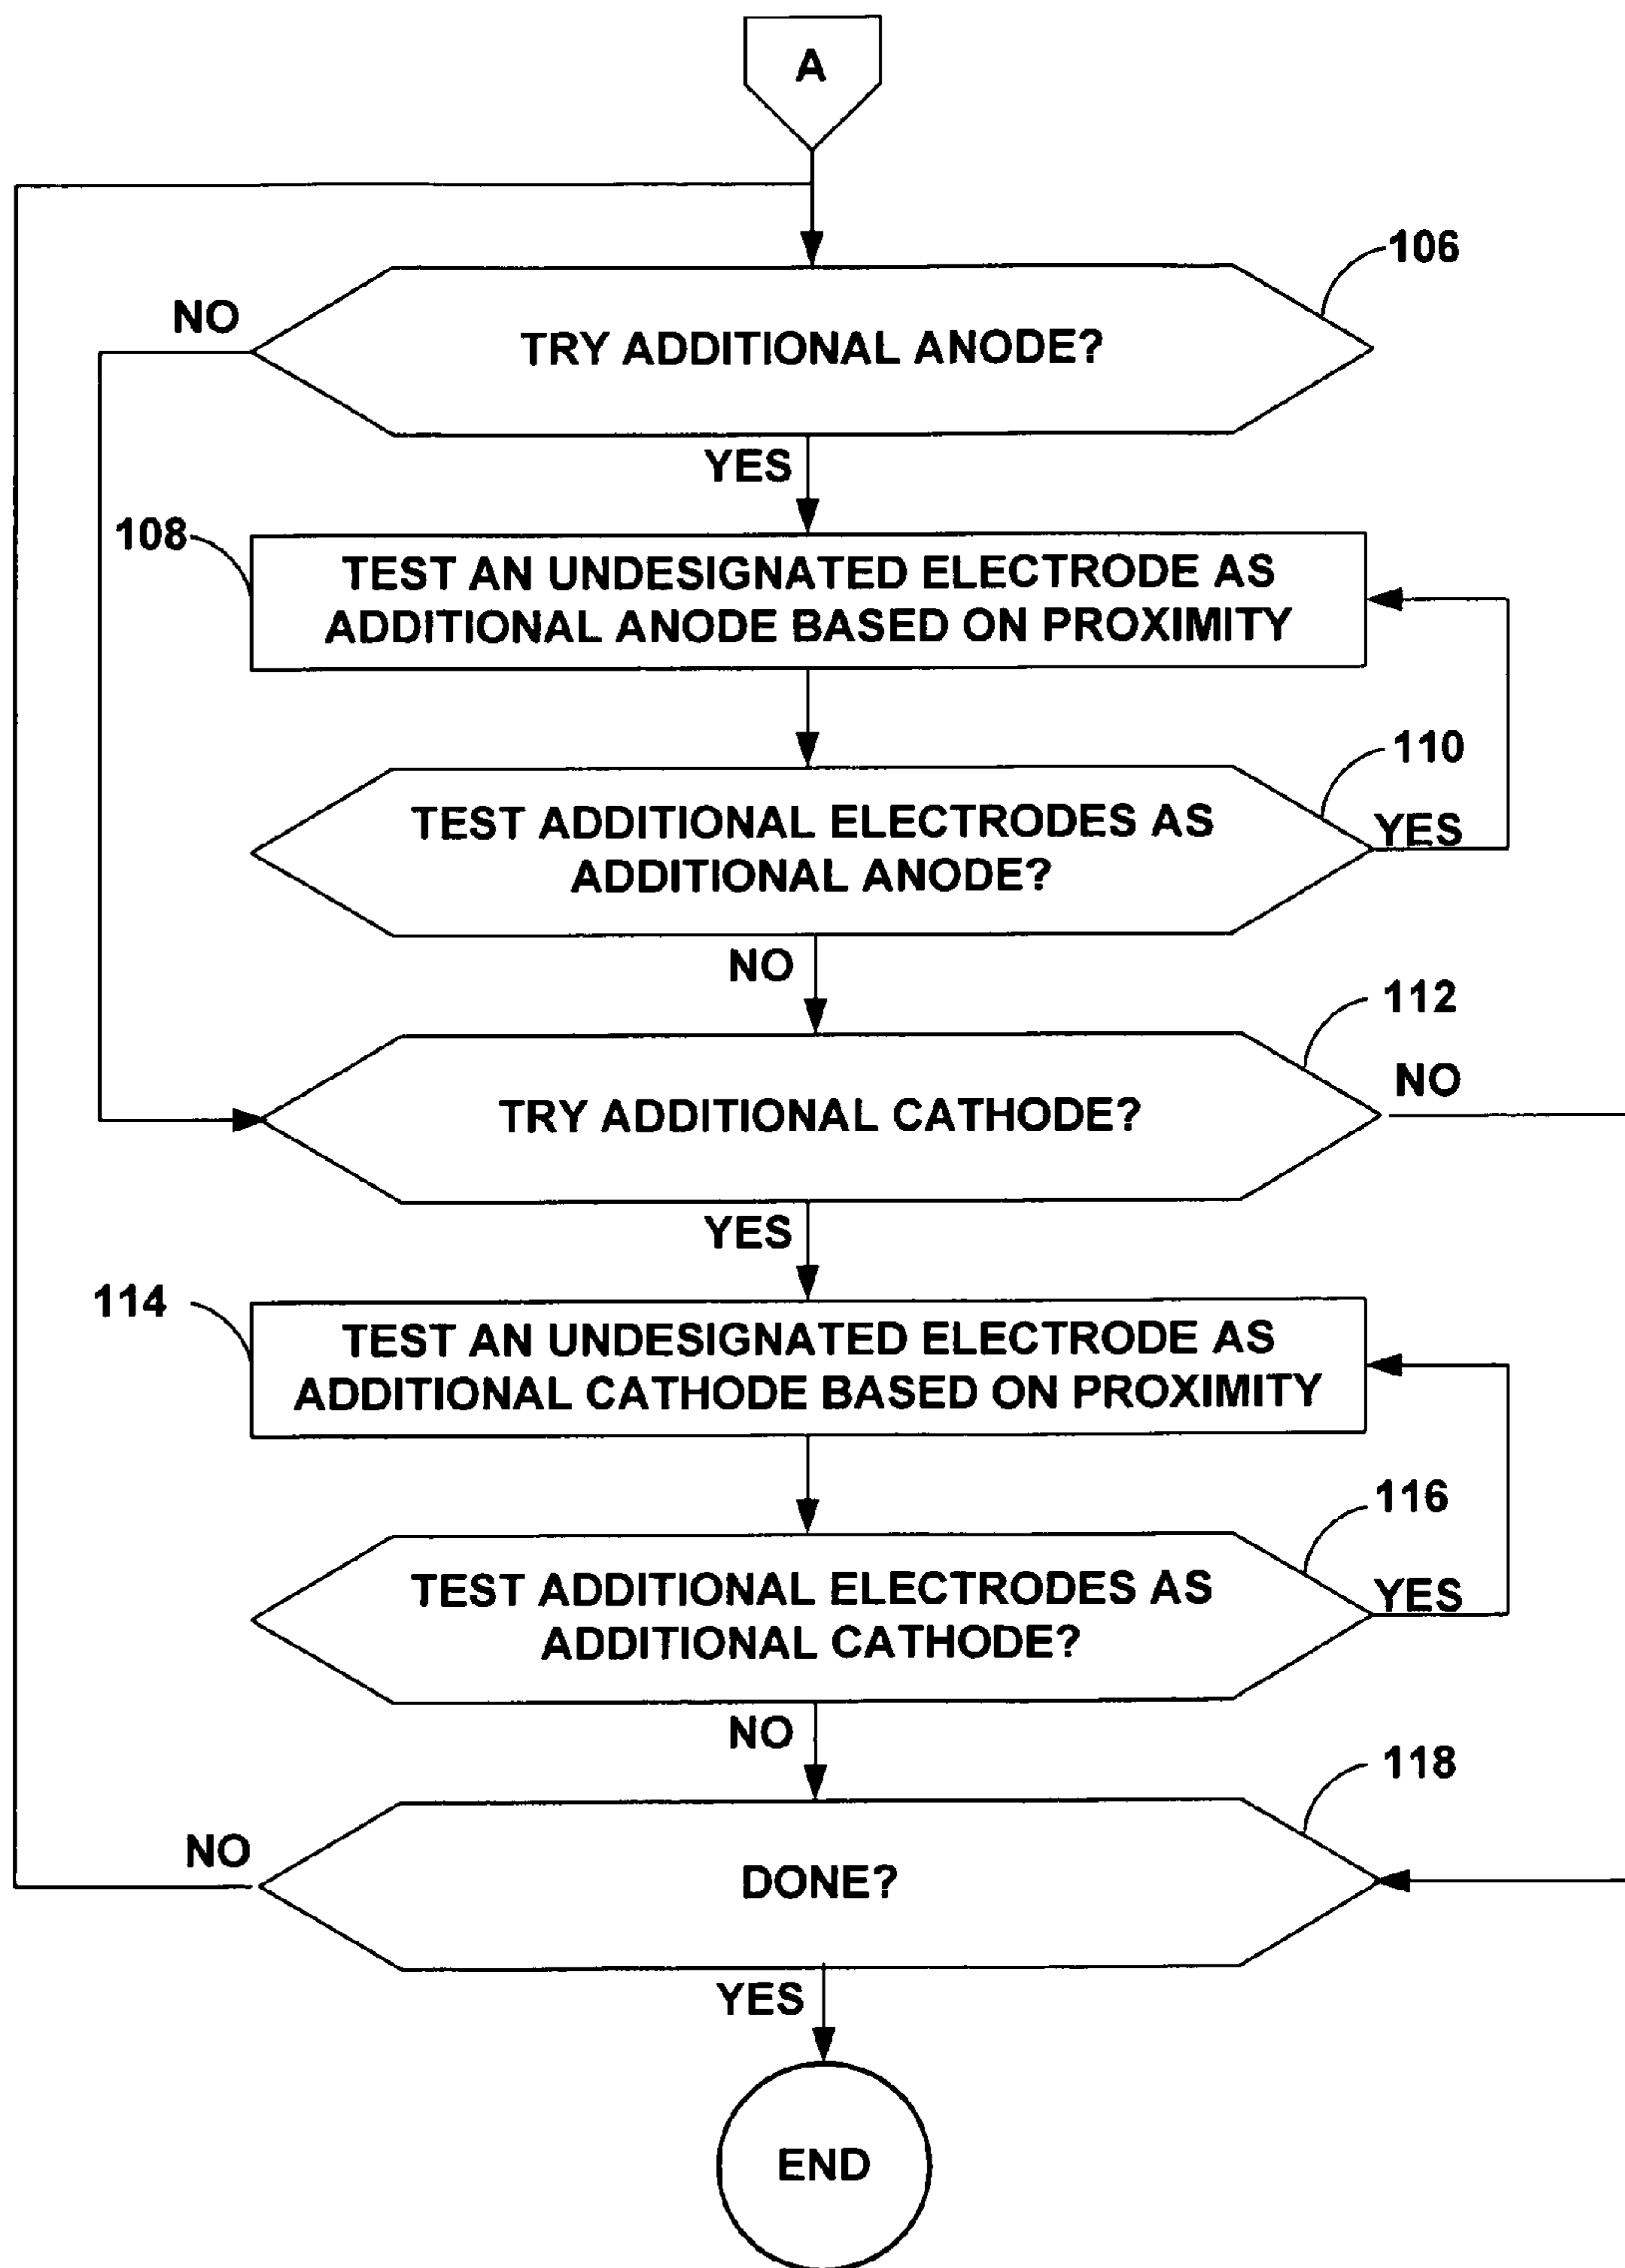 A
106
NO
TRY ADDITIONAL ANODE?
YES
108
TEST AN UNDESIGNATED ELECTRODE AS
ADDITIONAL ANODE BASED ON PROXIMITY
110
TEST ADDITIONAL ELECTRODES AS
ADDITIONAL ANODE?
YES
NO
112
TRY ADDITIONAL CATHODE?
NO
YES
114
TEST AN UNDESIGNATED ELECTRODE AS
ADDITIONAL CATHODE BASED ON PROXIMITY
116
TEST ADDITIONAL ELECTRODES AS
ADDITIONAL CATHODE?
YES
NO
118
NO
DONE?
YES
END